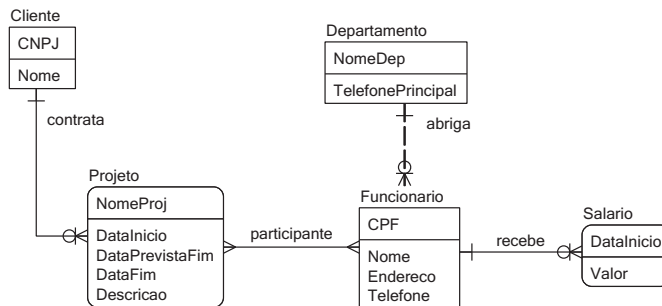 Cliente
CNPJ
Nome
contrata
Departamento
NomeDep
TelefonePrincipal
abriga
Projeto
NomeProj
DataInicio
DataPrevistaFim
DataFim
Descricao
participante
Funcionario
CPF
Nome
Endereco
Telefone
recebe
Salario
DataInicio
Valor